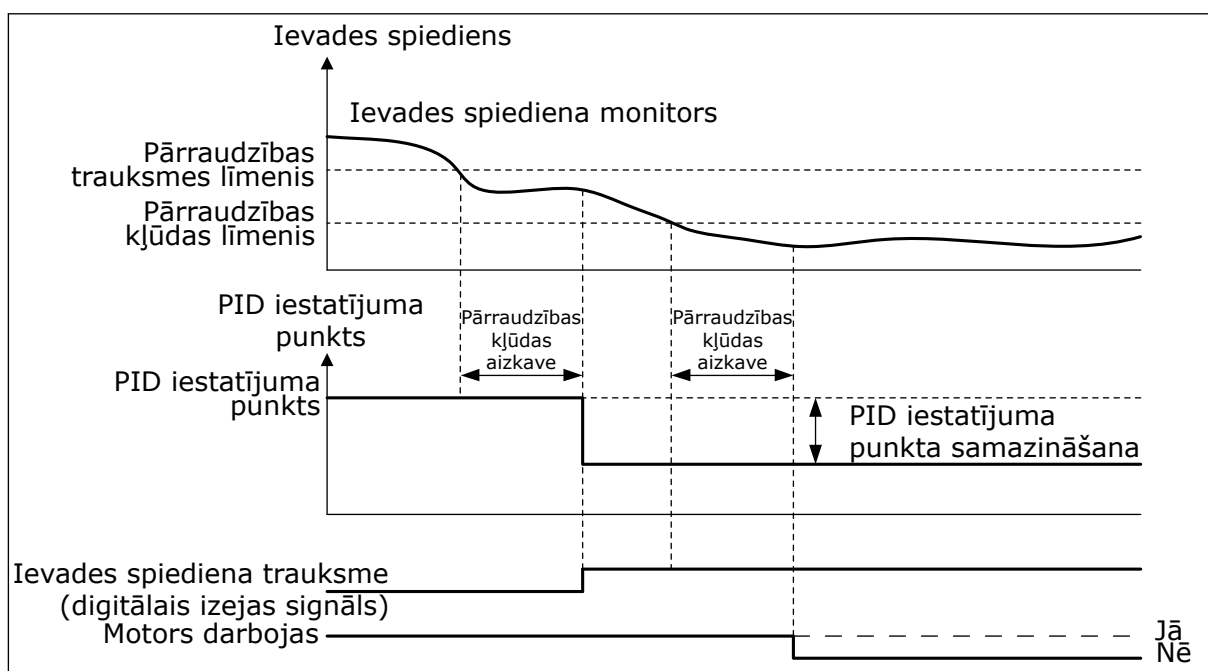 Ievades spiediens
Ievades spiediena monitors
Pārraudzības
trauksmes līmenis
Pārraudzības
kļūdas līmenis
PID iestatījuma
punkts
Pārraudzības
kļūdas
aizkave
Pārraudzības
kļūdas
aizkave
PID iestatījuma
punkts
PID iestatījuma
punkta samazināšana
Ievades spiediena trauksme
(digitālais izejas signāls)
Motors darbojas
Jā
Nē